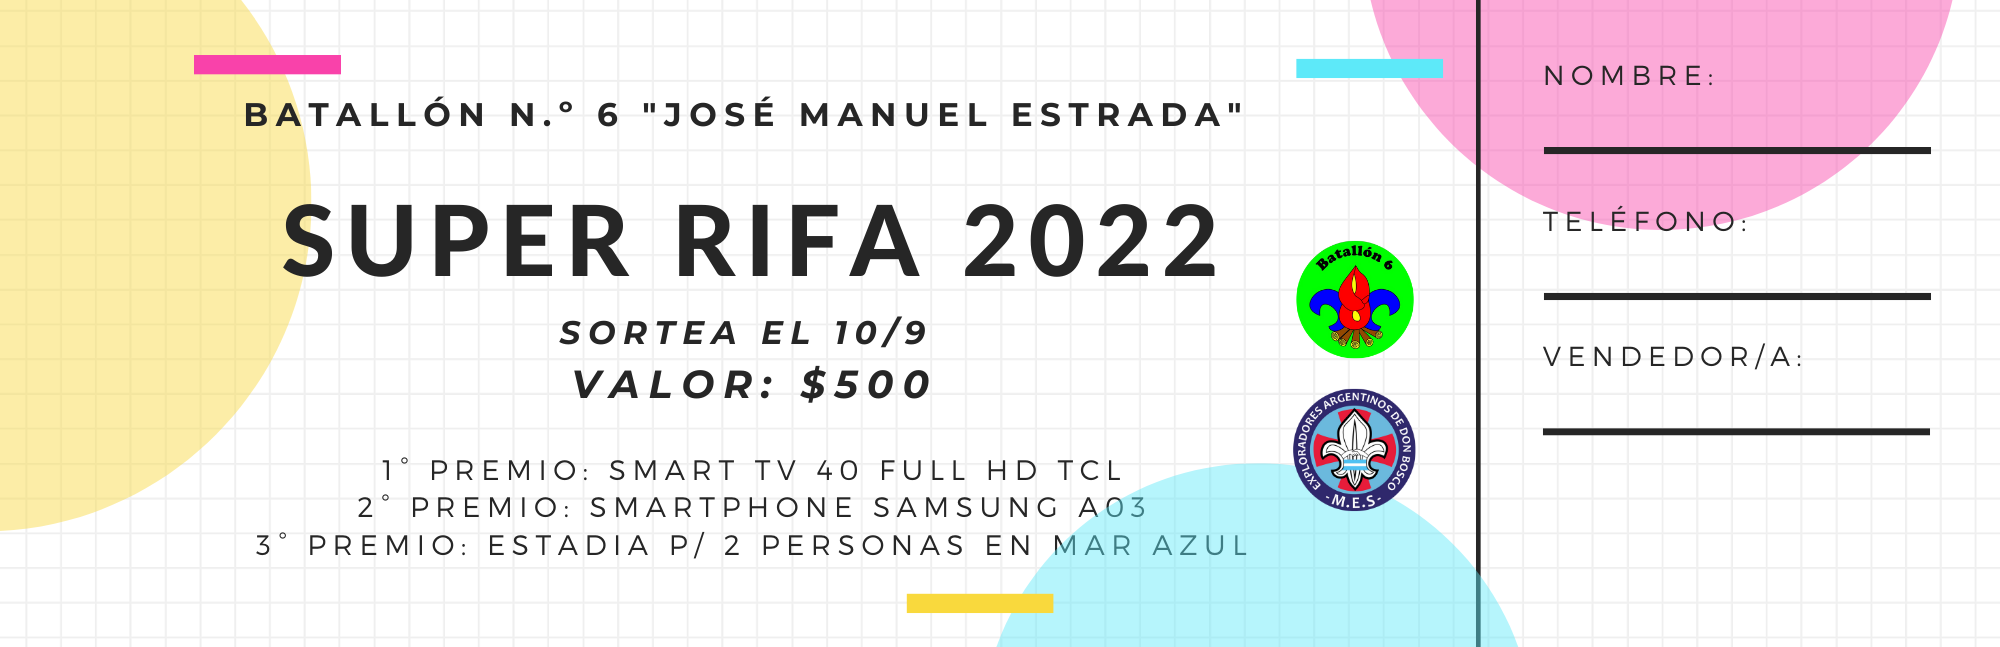 BATALLÓN N.º 6 "JOSÉ MANUEL ESTRADA"
SUPER RIFA 2022
SORTEA EL 10/9
VALOR: $500
1° PREMIO: SMART TV 40 FULL HD TCL
2° PREMIO: SMARTPHONE SAMSUNG A03
3° PREMIO: ESTADIA P/ 2 PERSONAS EN MAR AZUL
Batallón 6
EXPLORADORES ARGENTINOS DE DON BOSCO
- M.E.S -
NOMBRE:
TELÉFONO:
VENDEDOR/A: